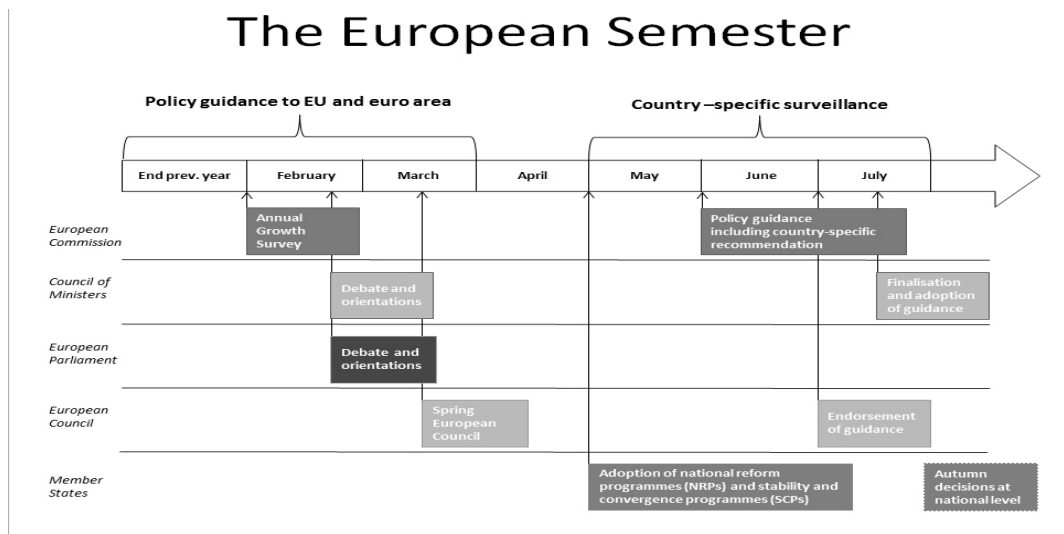 The European Semester
Policy guidance to EU and euro area
Country –specific surveillance
End prev. year
February
March
April
May
June
July
European
Commission
Annual
Growth
Survey
Policy guidance
including country-specific
recommendation
Council of
Ministers
Debate and
orientations
Finalisation
and adoption
of guidance
European
Parliament
Debate and
orientations
European
Council
Spring
European
Council
Endorsement
of guidance
Member
States
Adoption of national reform
programmes (NRPs) and stability and
convergence programmes (SCPs)
Autumn
decisions at
national level